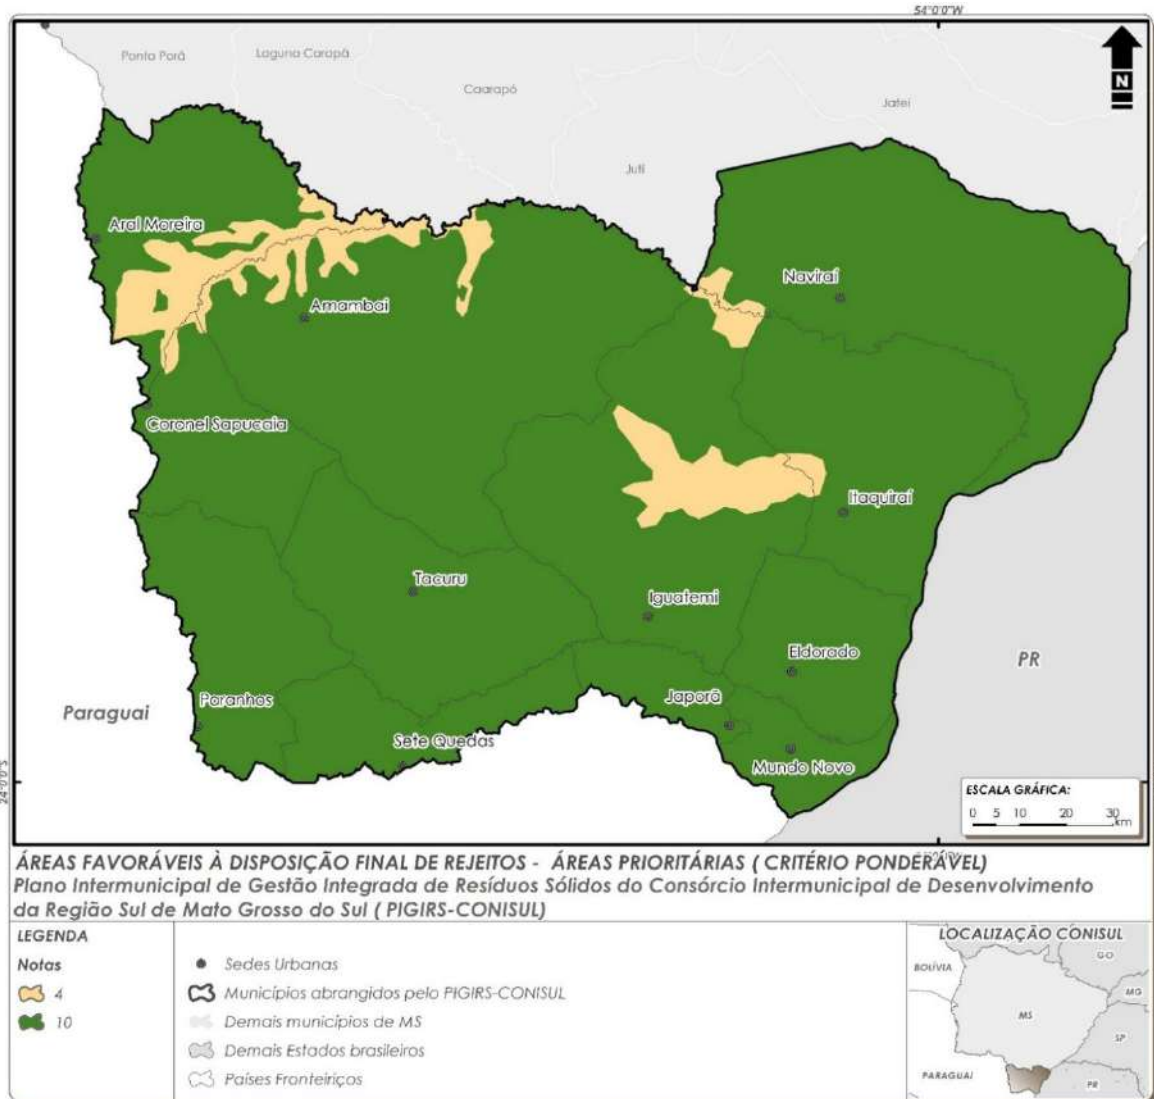 54°0'0"W
Ponta Porã
Laguna Carapã
Caarapó
Jateí
Juti
N
Aral Moreira
Naviraí
Amambai
Coronel Sapucaia
Itaquiraí
Tacuru
Iguatemi
Eldorado
PR
Paranhos
Japorã
Paraguai
Sete Quedas
Mundo Novo
24°0'0"S
ESCALA GRÁFICA:
0 5 10 20 30
km
ÁREAS FAVORÁVEIS À DISPOSIÇÃO FINAL DE REJEITOS - ÁREAS PRIORITÁRIAS ( CRITÉRIO PONDERÁVEL)
Plano Intermunicipal de Gestão Integrada de Resíduos Sólidos do Consórcio Intermunicipal de Desenvolvimento
da Região Sul de Mato Grosso do Sul ( PIGIRS-CONISUL)
LEGENDA
Notas
4
10
Sedes Urbanas
Municípios abrangidos pelo PIGIRS-CONISUL
Demais municípios de MS
Demais Estados brasileiros
Países Fronteiriços
LOCALIZAÇÃO CONISUL
BOLÍVIA
GO
MG
MS
SP
PARAGUAI
PR